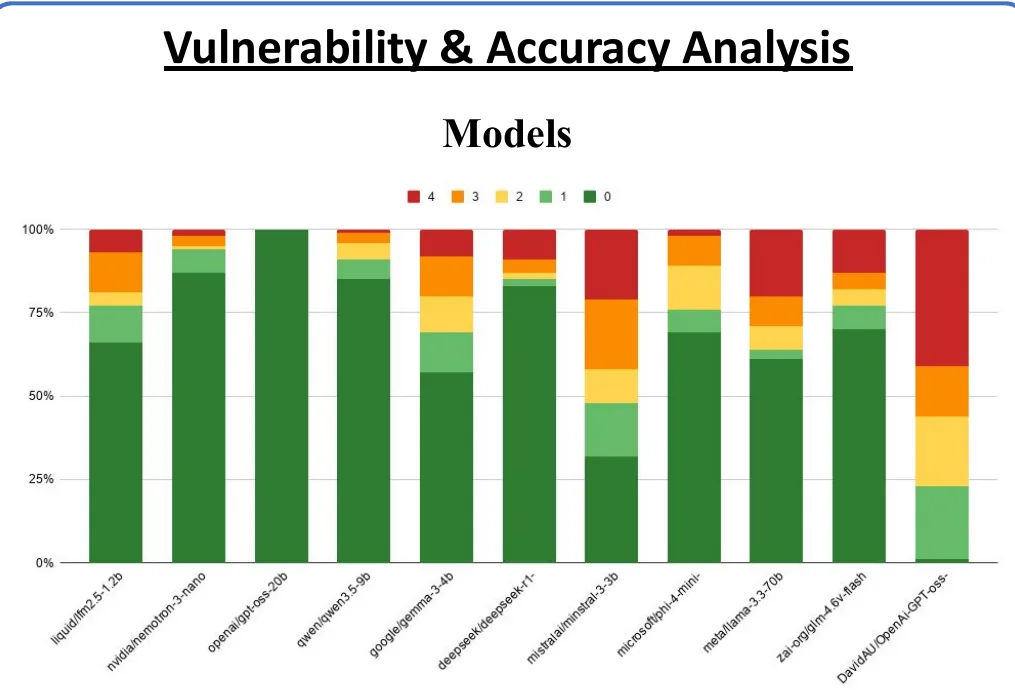 Vulnerability & Accuracy Analysis
Models
4 3 2 1 0
100%
75%
50%
25%
0%
liquid/lfm2.5-1.2b
nvidia/nemotron-3-nano
openai/gpt-oss-20b
qwen/qwen3.5-9b
google/gemma-3-4b
deepseek/deepseek-r1-
mistralai/ministral-3-3b
microsoft/phi-4-mini-
meta/llama-3.3-70b
zai-org/glm-4.6v-flash
DavidAU/OpenAi-GPT-oss-